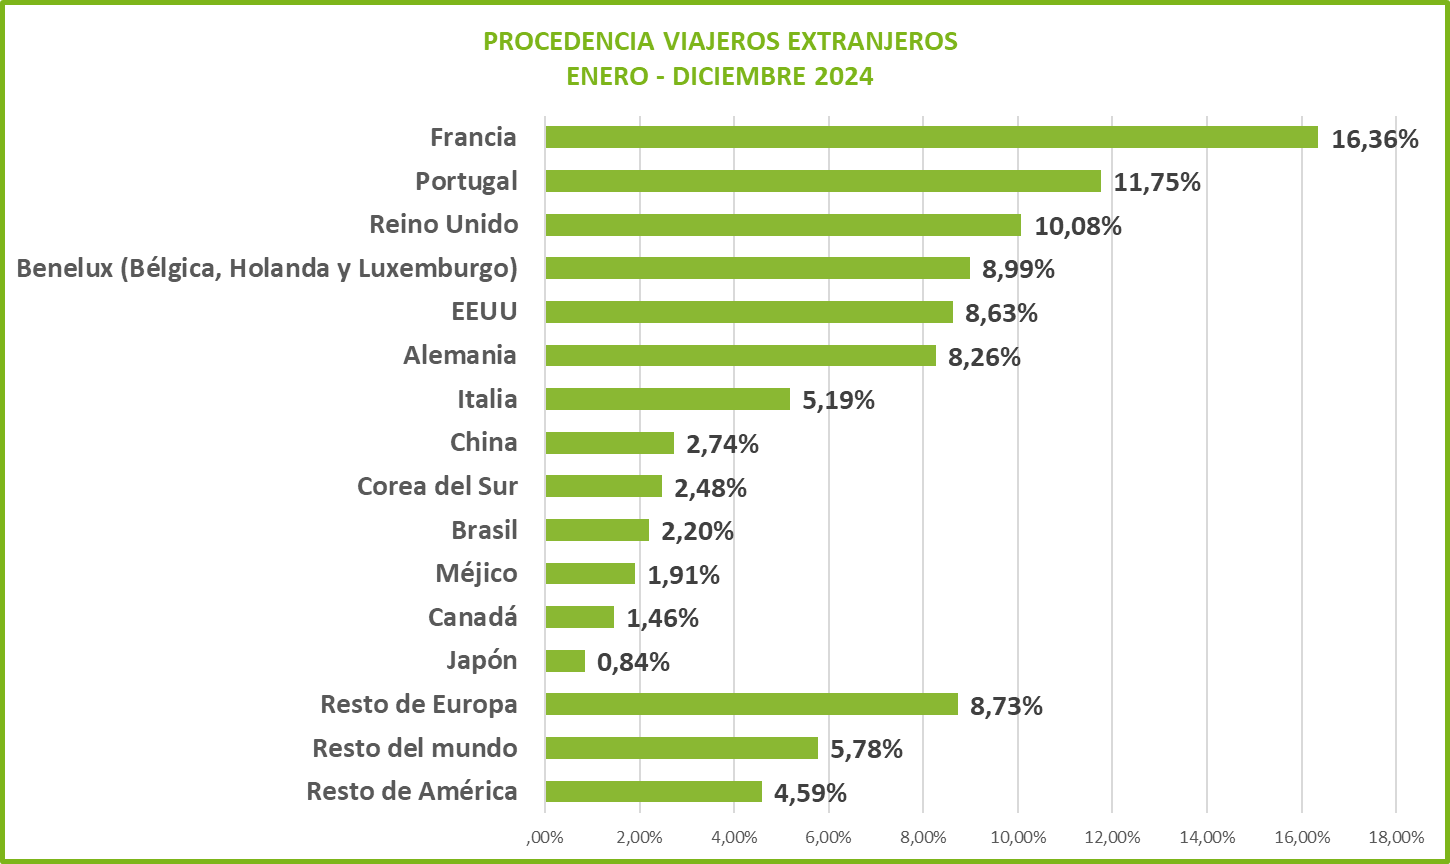 PROCEDENCIA VIAJEROS EXTRANJEROS
ENERO - DICIEMBRE 2024
Francia 16,36%
Portugal 11,75%
Reino Unido 10,08%
Benelux (Bélgica, Holanda y Luxemburgo) 8,99%
EEUU 8,63%
Alemania 8,26%
Italia 5,19%
China 2,74%
Corea del Sur 2,48%
Brasil 2,20%
Méjico 1,91%
Canadá 1,46%
Japón 0,84%
Resto de Europa 8,73%
Resto del mundo 5,78%
Resto de América 4,59%
,00% 2,00% 4,00% 6,00% 8,00% 10,00% 12,00% 14,00% 16,00% 18,00%